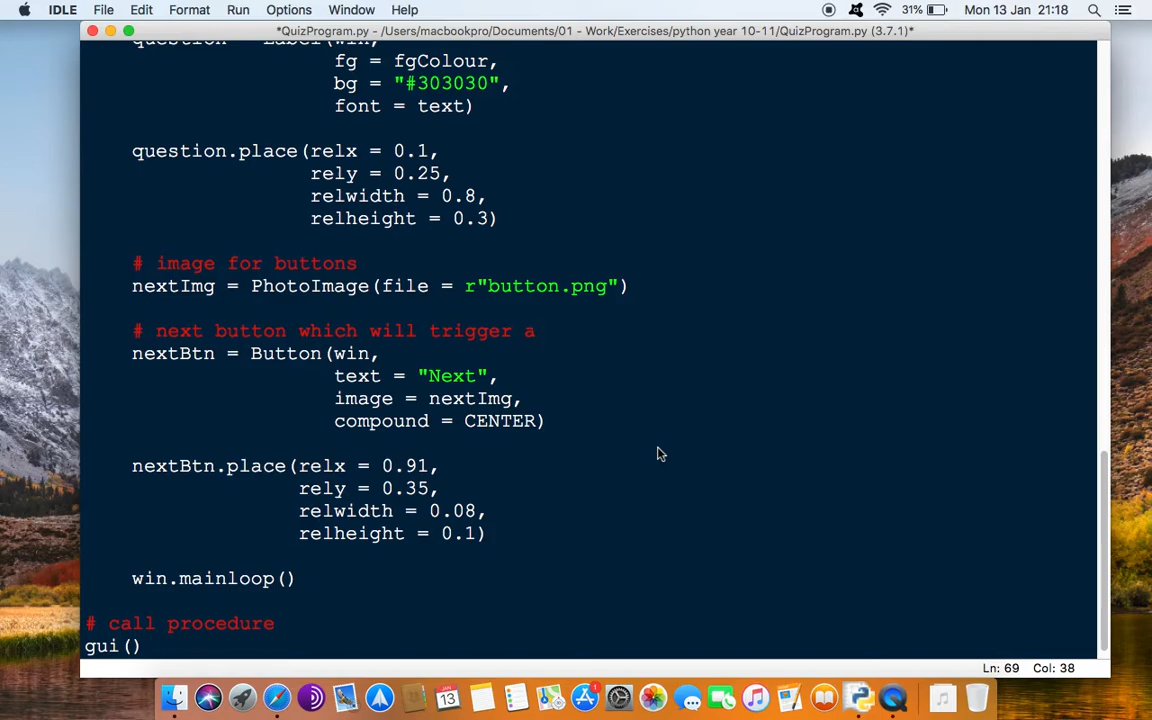 IDLE File Edit Format Run Options Window Help 31% Mon 13 Jan 21:18
*QuizProgram.py - /Users/macbookpro/Documents/01 - Work/Exercises/python year 10-11/QuizProgram.py (3.7.1)*
question = Label(win,
fg = fgColour,
bg = "#303030",
font = text)
question.place(relx = 0.1,
rely = 0.25,
relwidth = 0.8,
relheight = 0.3)
# image for buttons
nextImg = PhotoImage(file = r"button.png")
# next button which will trigger a
nextBtn = Button(win,
text = "Next",
image = nextImg,
compound = CENTER)
nextBtn.place(relx = 0.91,
rely = 0.35,
relwidth = 0.08,
relheight = 0.1)
win.mainloop()
# call procedure
gui()
Ln: 69 Col: 38